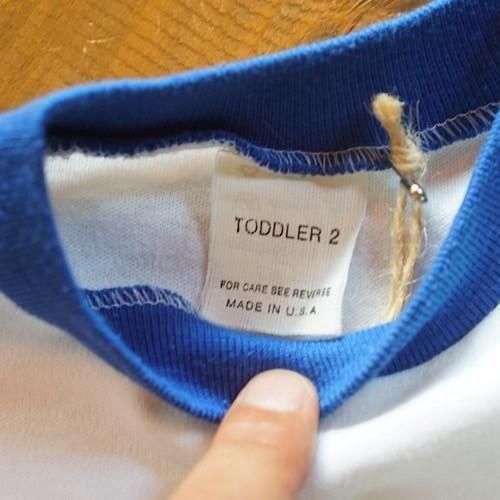 TODDLER 2
FOR CARE SEE REVERSE
MADE IN U.S.A.